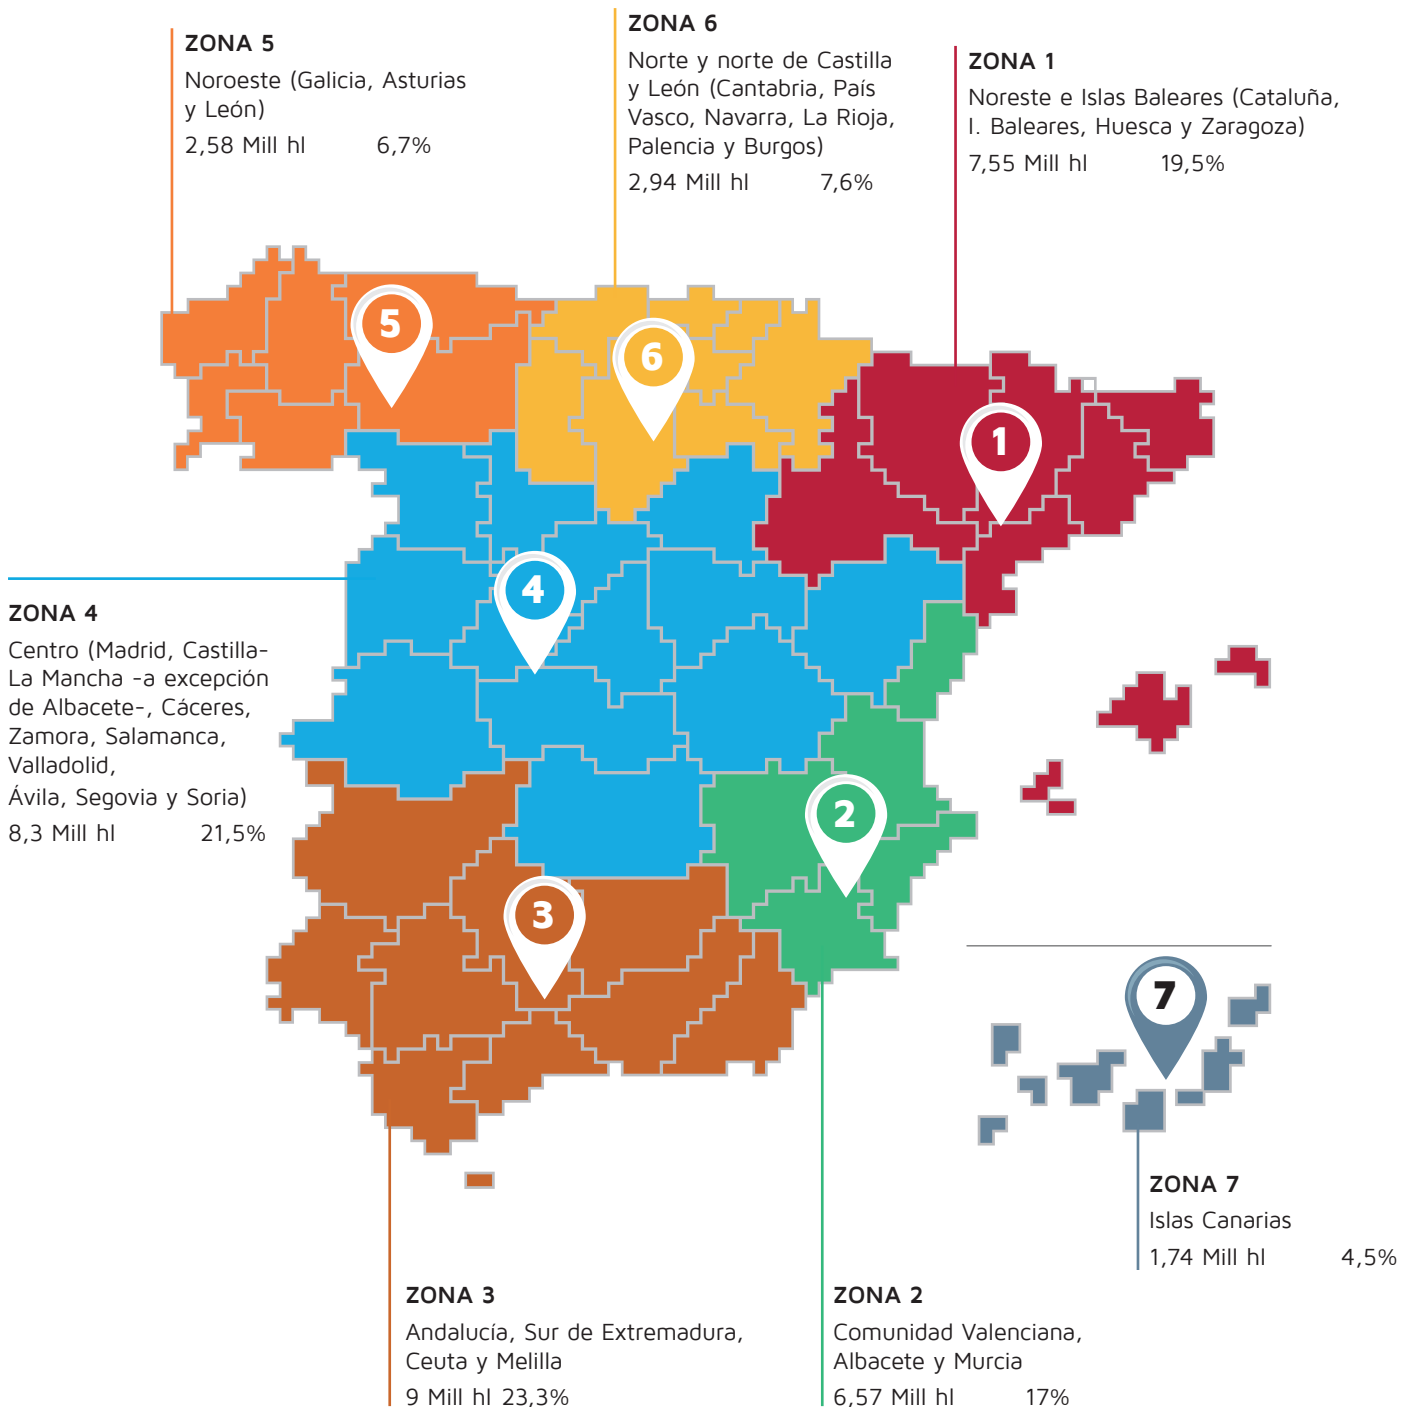 ZONA 5
Noroeste (Galicia, Asturias
y León)
2,58 Mill hl 6,7%
ZONA 6
Norte y norte de Castilla
y León (Cantabria, País
Vasco, Navarra, La Rioja,
Palencia y Burgos)
2,94 Mill hl 7,6%
ZONA 1
Noreste e Islas Baleares (Cataluña,
I. Baleares, Huesca y Zaragoza)
7,55 Mill hl 19,5%
5
6
1
4
ZONA 4
Centro (Madrid, Castilla-
La Mancha -a excepción
de Albacete-, Cáceres,
Zamora, Salamanca,
Valladolid,
Ávila, Segovia y Soria)
8,3 Mill hl 21,5%
2
3
7
ZONA 7
Islas Canarias
1,74 Mill hl 4,5%
ZONA 3
Andalucía, Sur de Extremadura,
Ceuta y Melilla
9 Mill hl 23,3%
ZONA 2
Comunidad Valenciana,
Albacete y Murcia
6,57 Mill hl 17%